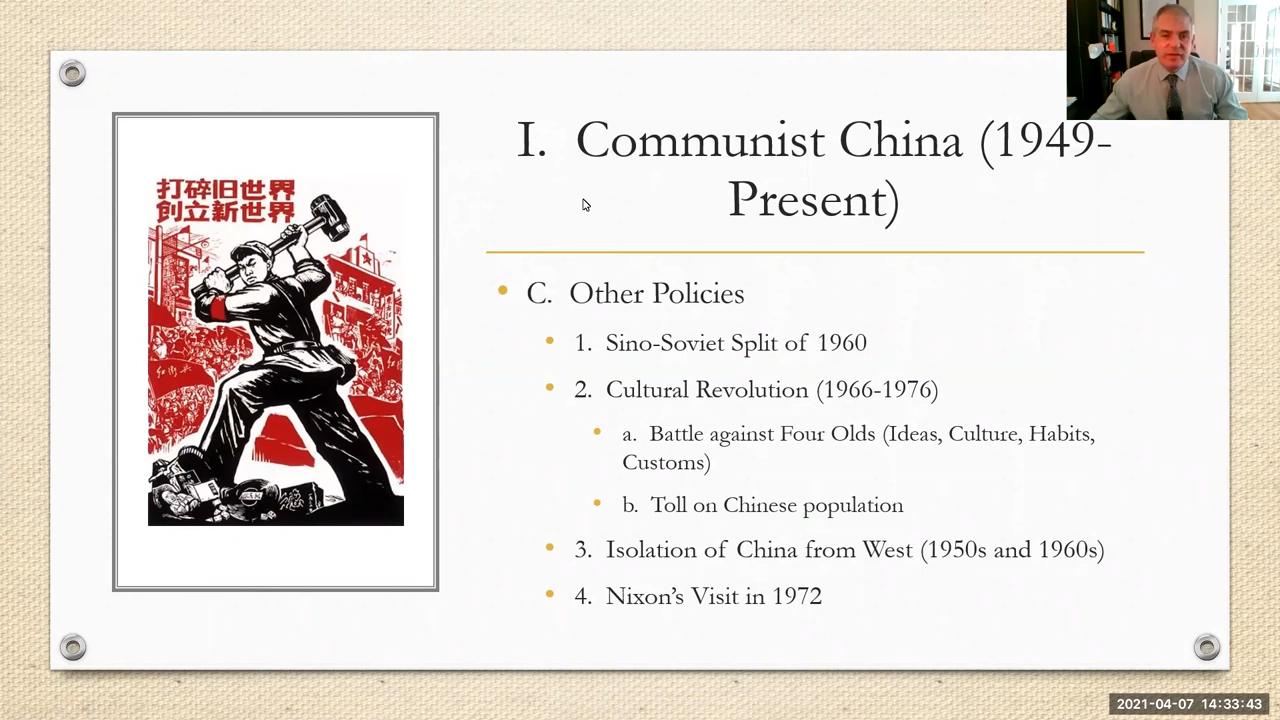 打碎旧世界
创立新世界
I. Communist China (1949-
Present)
C. Other Policies
1. Sino-Soviet Split of 1960
2. Cultural Revolution (1966-1976)
a. Battle against Four Olds (Ideas, Culture, Habits,
Customs)
b. Toll on Chinese population
3. Isolation of China from West (1950s and 1960s)
4. Nixon’s Visit in 1972
2021-04-07 14:33:43